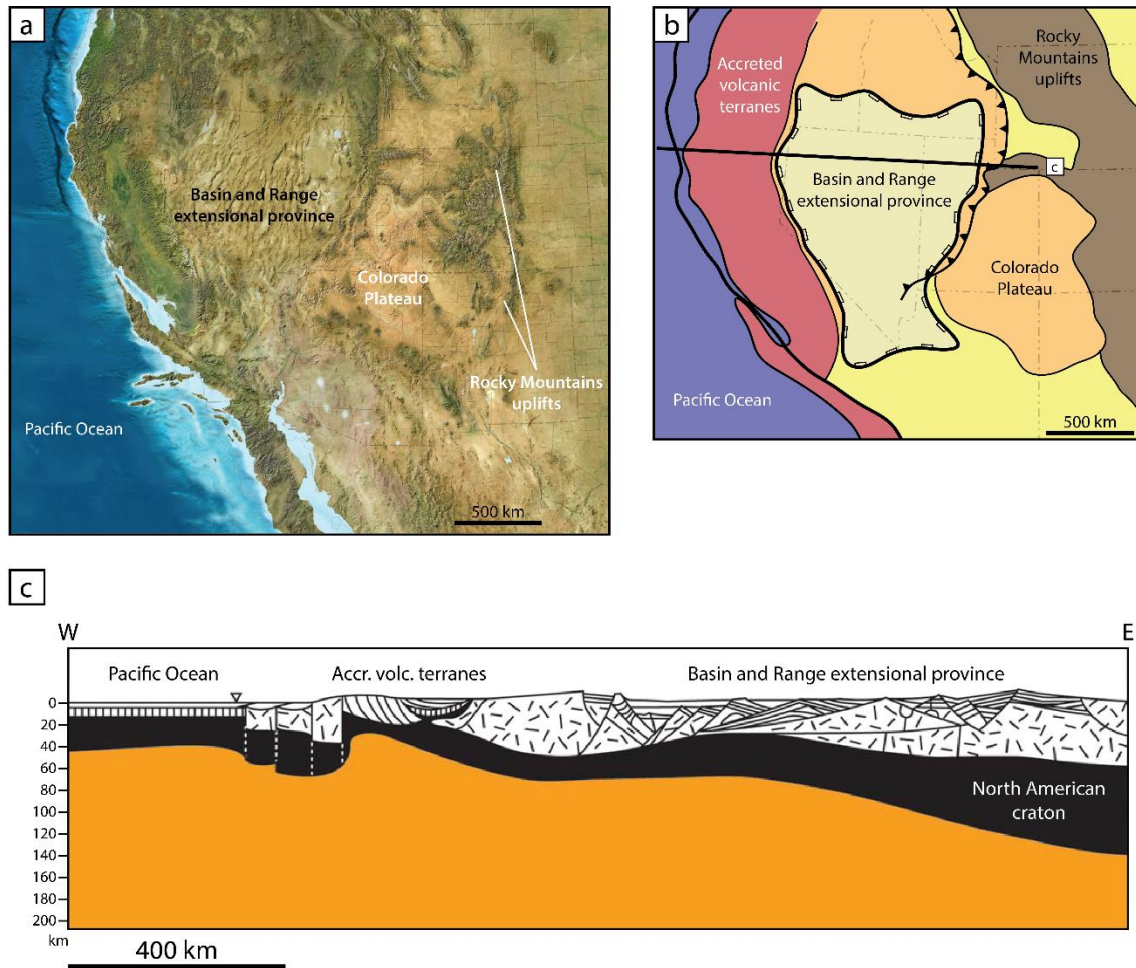 a
Basin and Range
extensional province
Colorado
Plateau
Rocky Mountains
uplifts
Pacific Ocean
500 km
b
Accreted
volcanic
terranes
Rocky
Mountains
uplifts
c
Basin and Range
extensional province
Colorado
Plateau
Pacific Ocean
500 km
c
W
E
Pacific Ocean
Accr. volc. terranes
Basin and Range extensional province
0
20
40
60
80
100
120
140
160
180
200
km
North American
craton
400 km